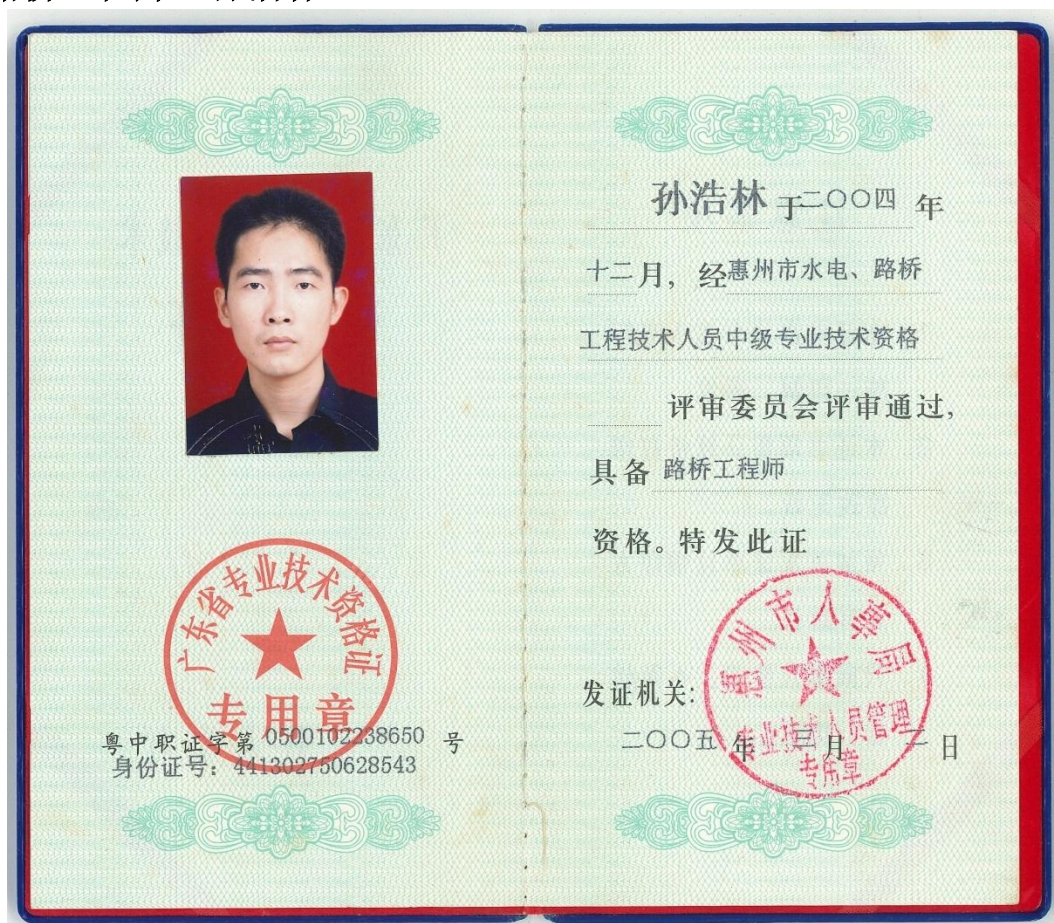 广东省专业技术资格证
专用章
粤中职证字第 0500102238650 号
身份证号：441302750628543
孙浩林 于二〇〇四 年
十二月，经惠州市水电、路桥
工程技术人员中级专业技术资格
评审委员会评审通过，
具备 路桥工程师
资格。特发此证
惠州市人事局
专业技术人员管理
专用章
发证机关：
二〇〇五 年 三月 一日